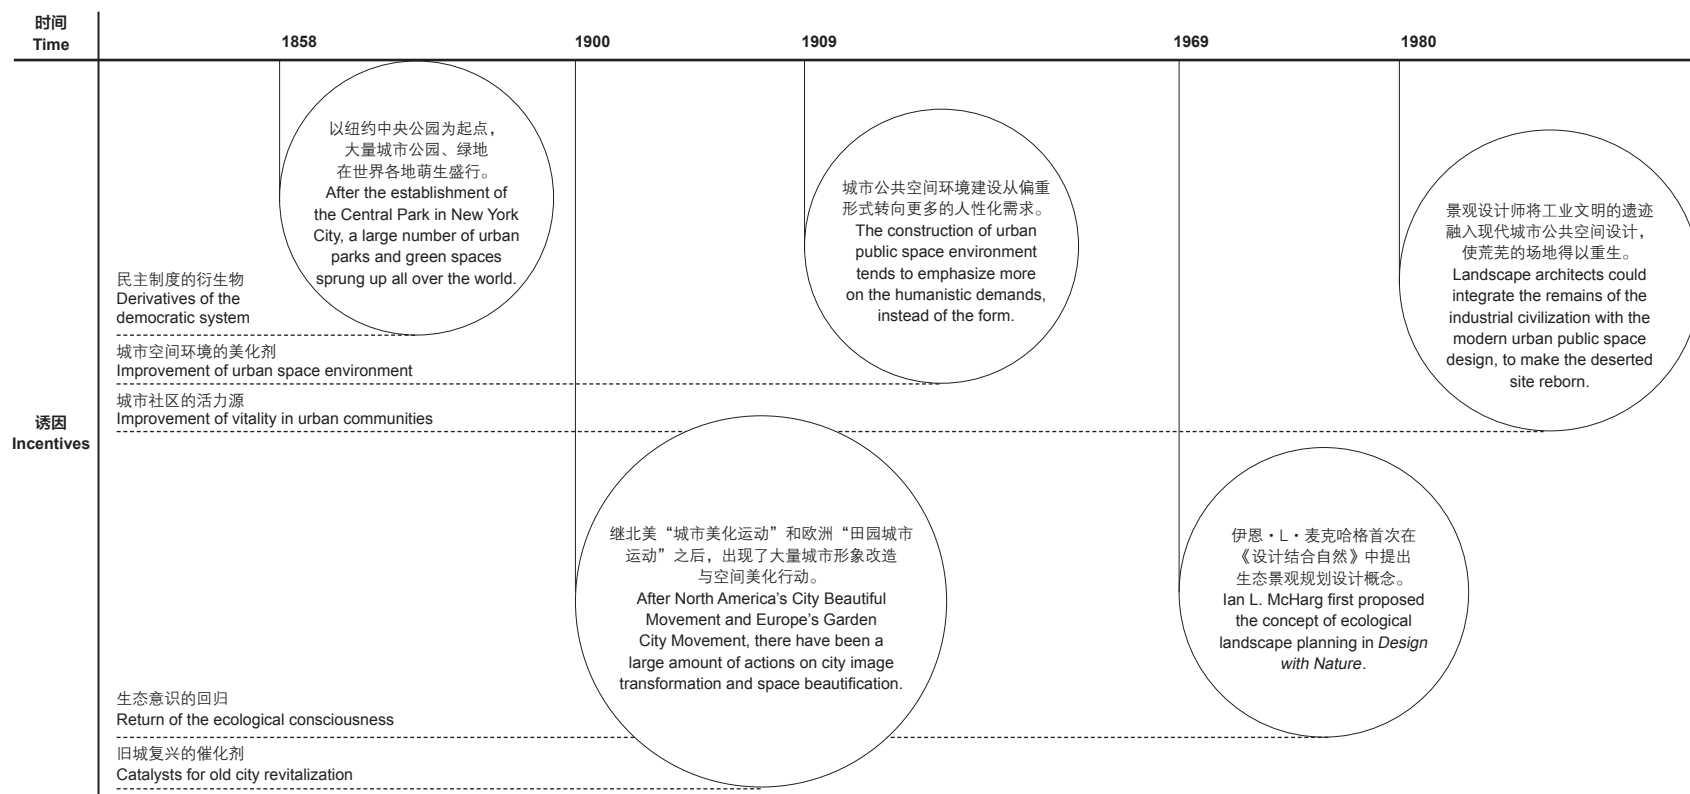 时间
Time
1858
1900
1909
1969
1980
以纽约中央公园为起点，
大量城市公园、绿地
在世界各地萌生盛行。
After the establishment of
the Central Park in New York
City, a large number of urban
parks and green spaces
sprung up all over the world.
城市公共空间环境建设从偏重
形式转向更多的人性化需求。
The construction of urban
public space environment
tends to emphasize more
on the humanistic demands,
instead of the form.
景观设计师将工业文明的遗迹
融入现代城市公共空间设计，
使荒芜的场地得以重生。
Landscape architects could
integrate the remains of the
industrial civilization with the
modern urban public space
design, to make the deserted
site reborn.
民主制度的衍生物
Derivatives of the
democratic system
城市空间环境的美化剂
Improvement of urban space environment
城市社区的活力源
Improvement of vitality in urban communities
诱因
Incentives
继北美“城市美化运动”和欧洲“田园城市
运动”之后，出现了大量城市形象改造
与空间美化行动。
After North America’s City Beautiful
Movement and Europe’s Garden
City Movement, there have been a
large amount of actions on city image
transformation and space beautification.
伊恩·L·麦克哈格首次在
《设计结合自然》中提出
生态景观规划设计概念。
Ian L. McHarg first proposed
the concept of ecological
landscape planning in Design
with Nature.
生态意识的回归
Return of the ecological consciousness
旧城复兴的催化剂
Catalysts for old city revitalization